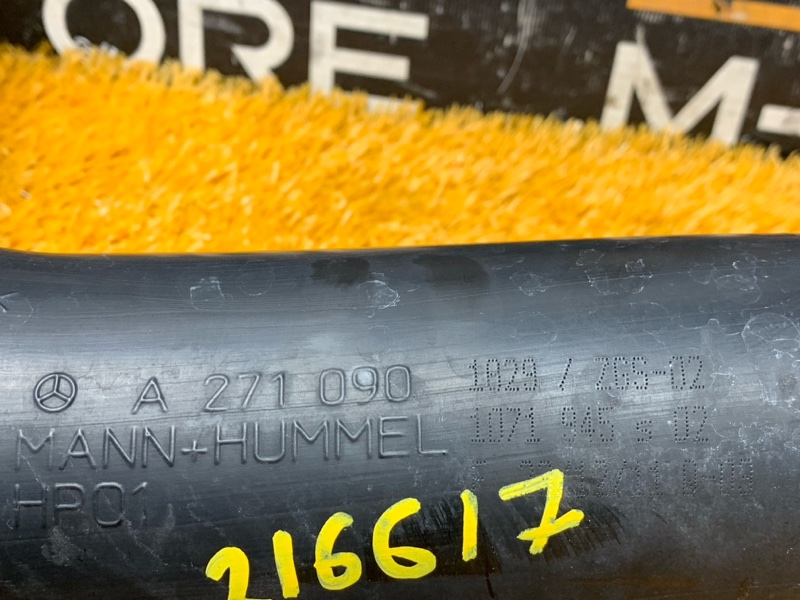 ORE M-
A 271 090 1029 / ZGS-02
MANN+HUMMEL 1071 945 s 02
HP01
216617